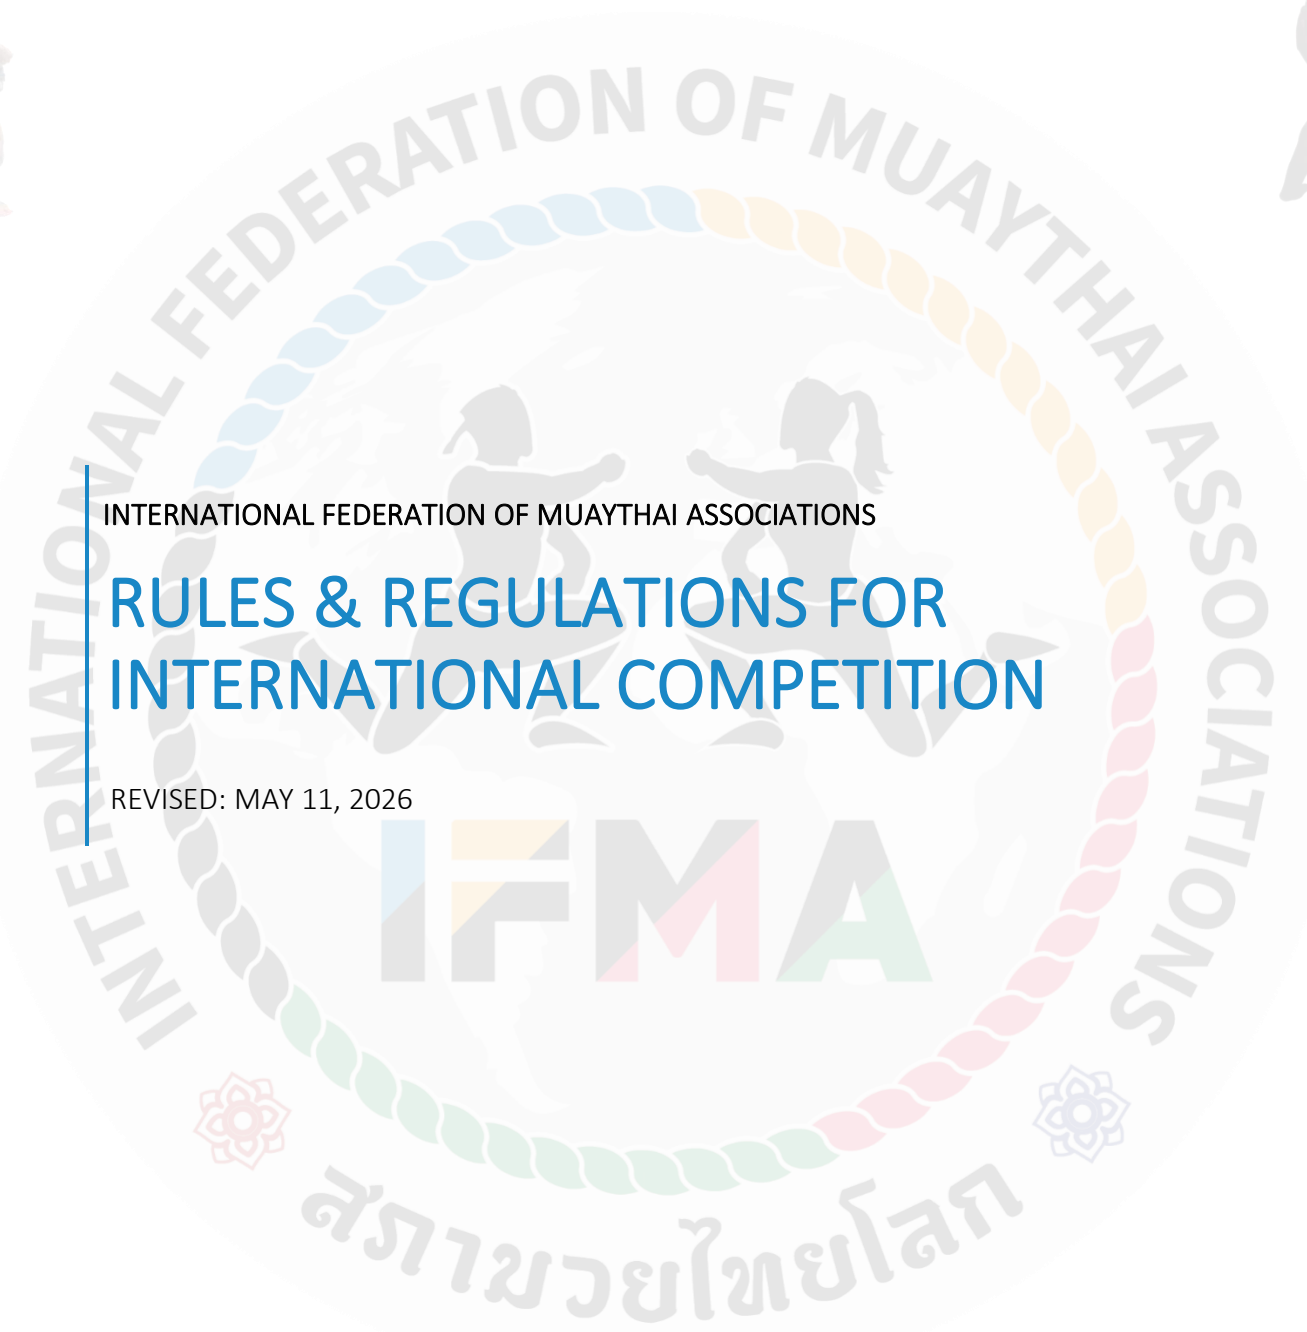 INTERNATIONAL FEDERATION OF MUAYTHAI ASSOCIATIONS
INTERNATIONAL FEDERATION OF MUAYTHAI ASSOCIATIONS
RULES & REGULATIONS FOR
INTERNATIONAL COMPETITION
REVISED: MAY 11, 2026
IFMA
สภามวยไทยโลก